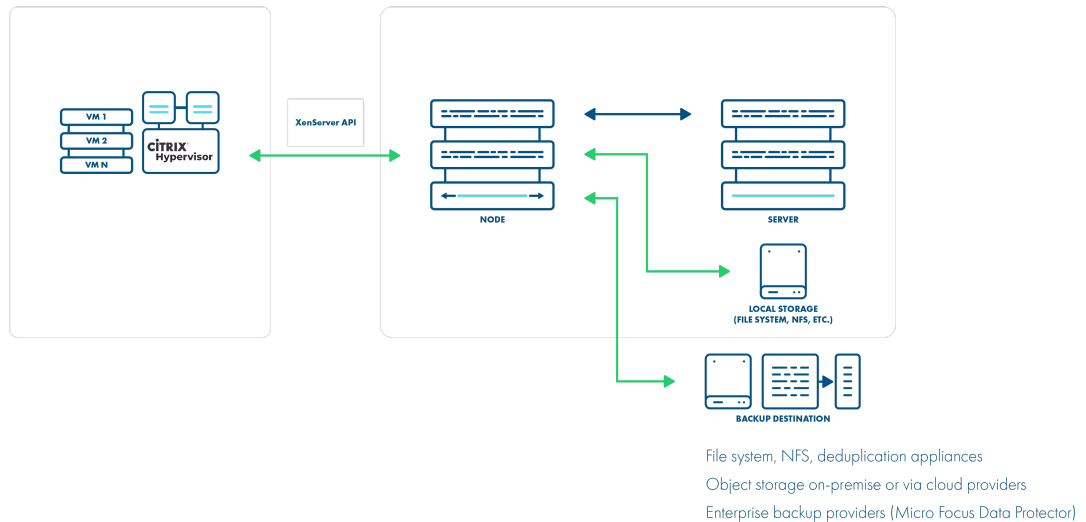 VM 1
VM 2
VM N
CİTRIX
Hypervisor
XenServer API
NODE
SERVER
LOCAL STORAGE
(FILE SYSTEM, NFS, ETC.)
BACKUP DESTINATION
File system, NFS, deduplication appliances
Object storage on-premise or via cloud providers
Enterprise backup providers (Micro Focus Data Protector)